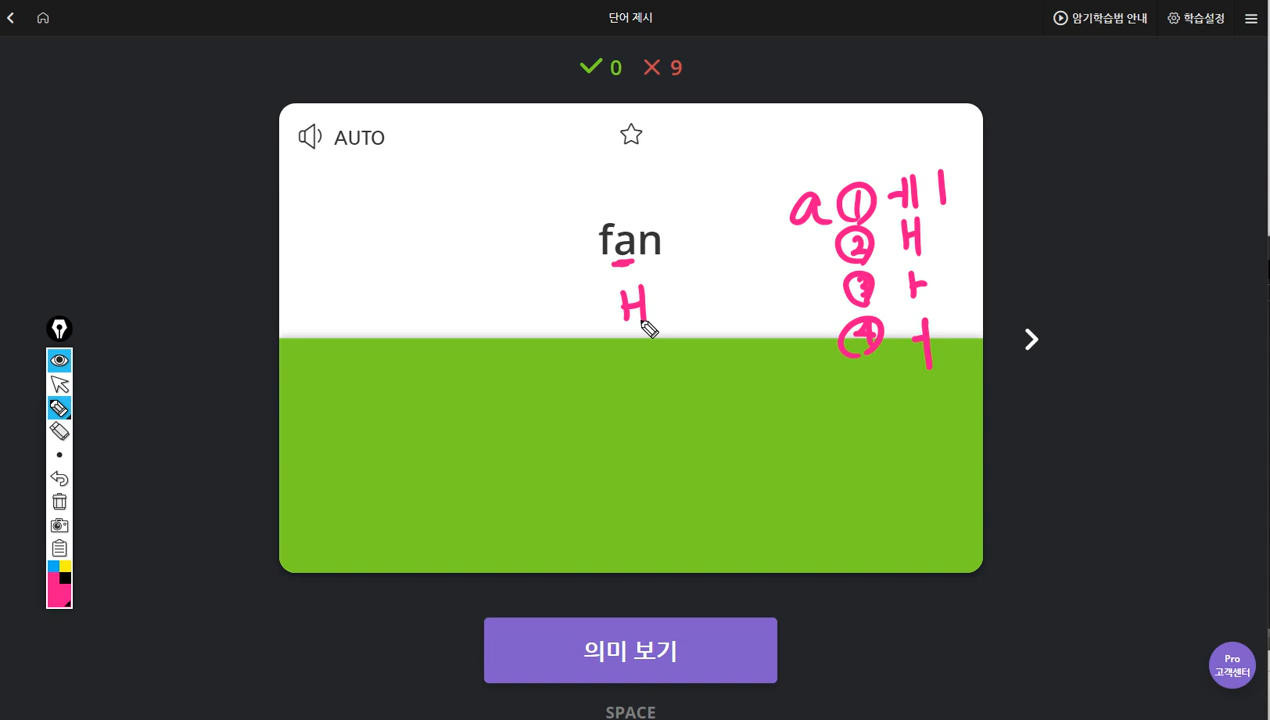 단어 제시
암기학습법 안내
학습설정
0
9
AUTO
fan
ㅐ
a ① ㅔㅣ
② ㅐ
③ ㅏ
④ ㅓ
의미 보기
SPACE
Pro
고객센터